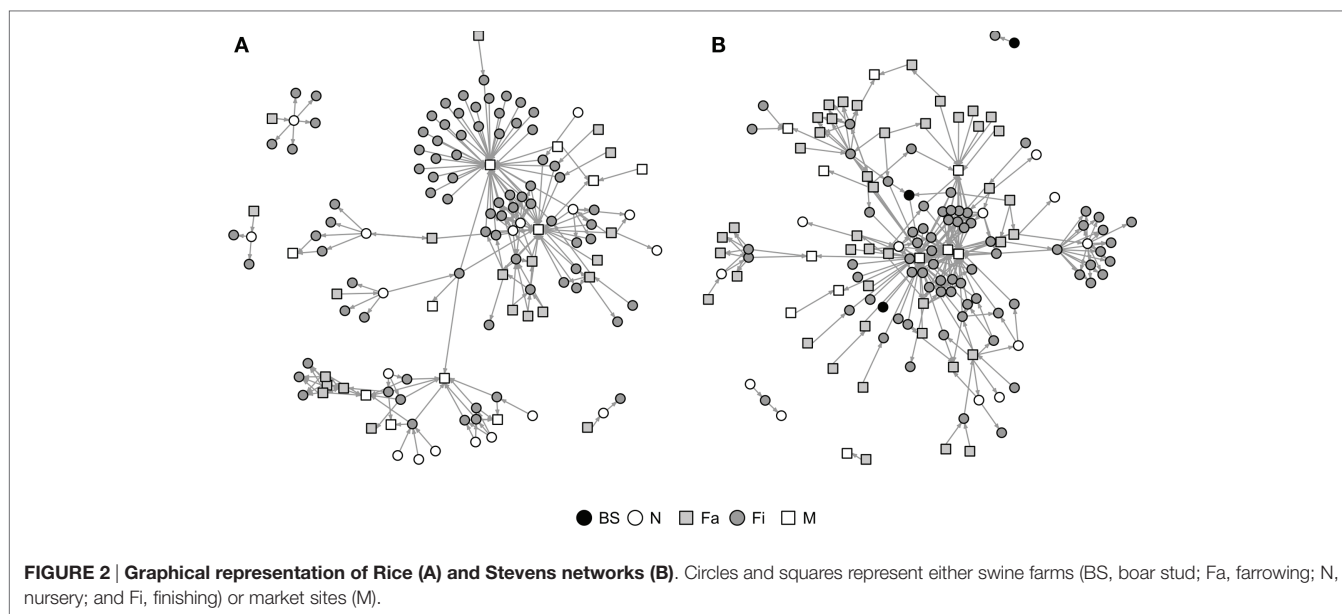 A
B
BS N Fa Fi M
FIGURE 2 | Graphical representation of Rice (A) and Stevens networks (B). Circles and squares represent either swine farms (BS, boar stud; Fa, farrowing; N,
nursery; and Fi, finishing) or market sites (M).